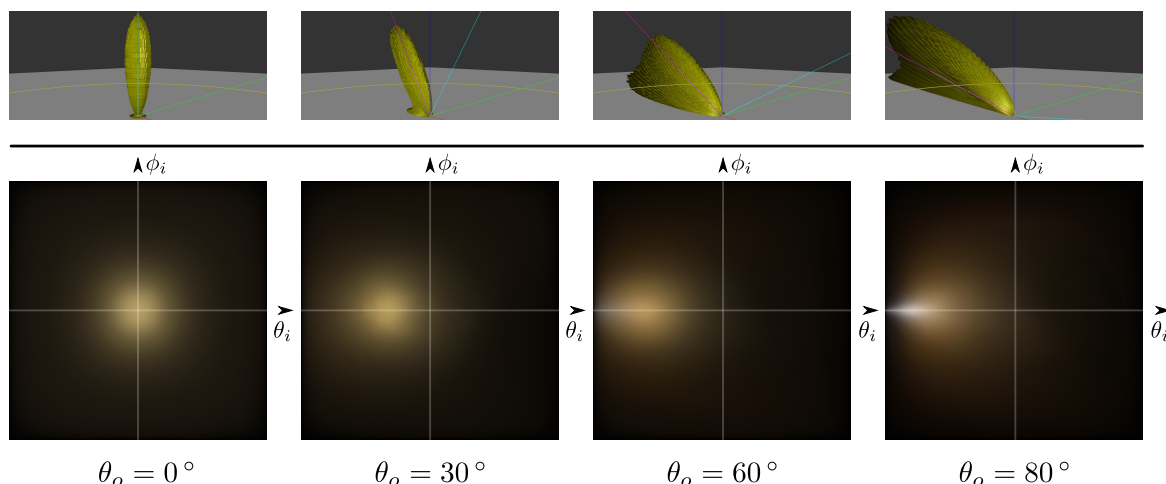 ϕᵢ ϕᵢ ϕᵢ ϕᵢ
θᵢ θᵢ θᵢ θᵢ
θₒ = 0° θₒ = 30° θₒ = 60° θₒ = 80°